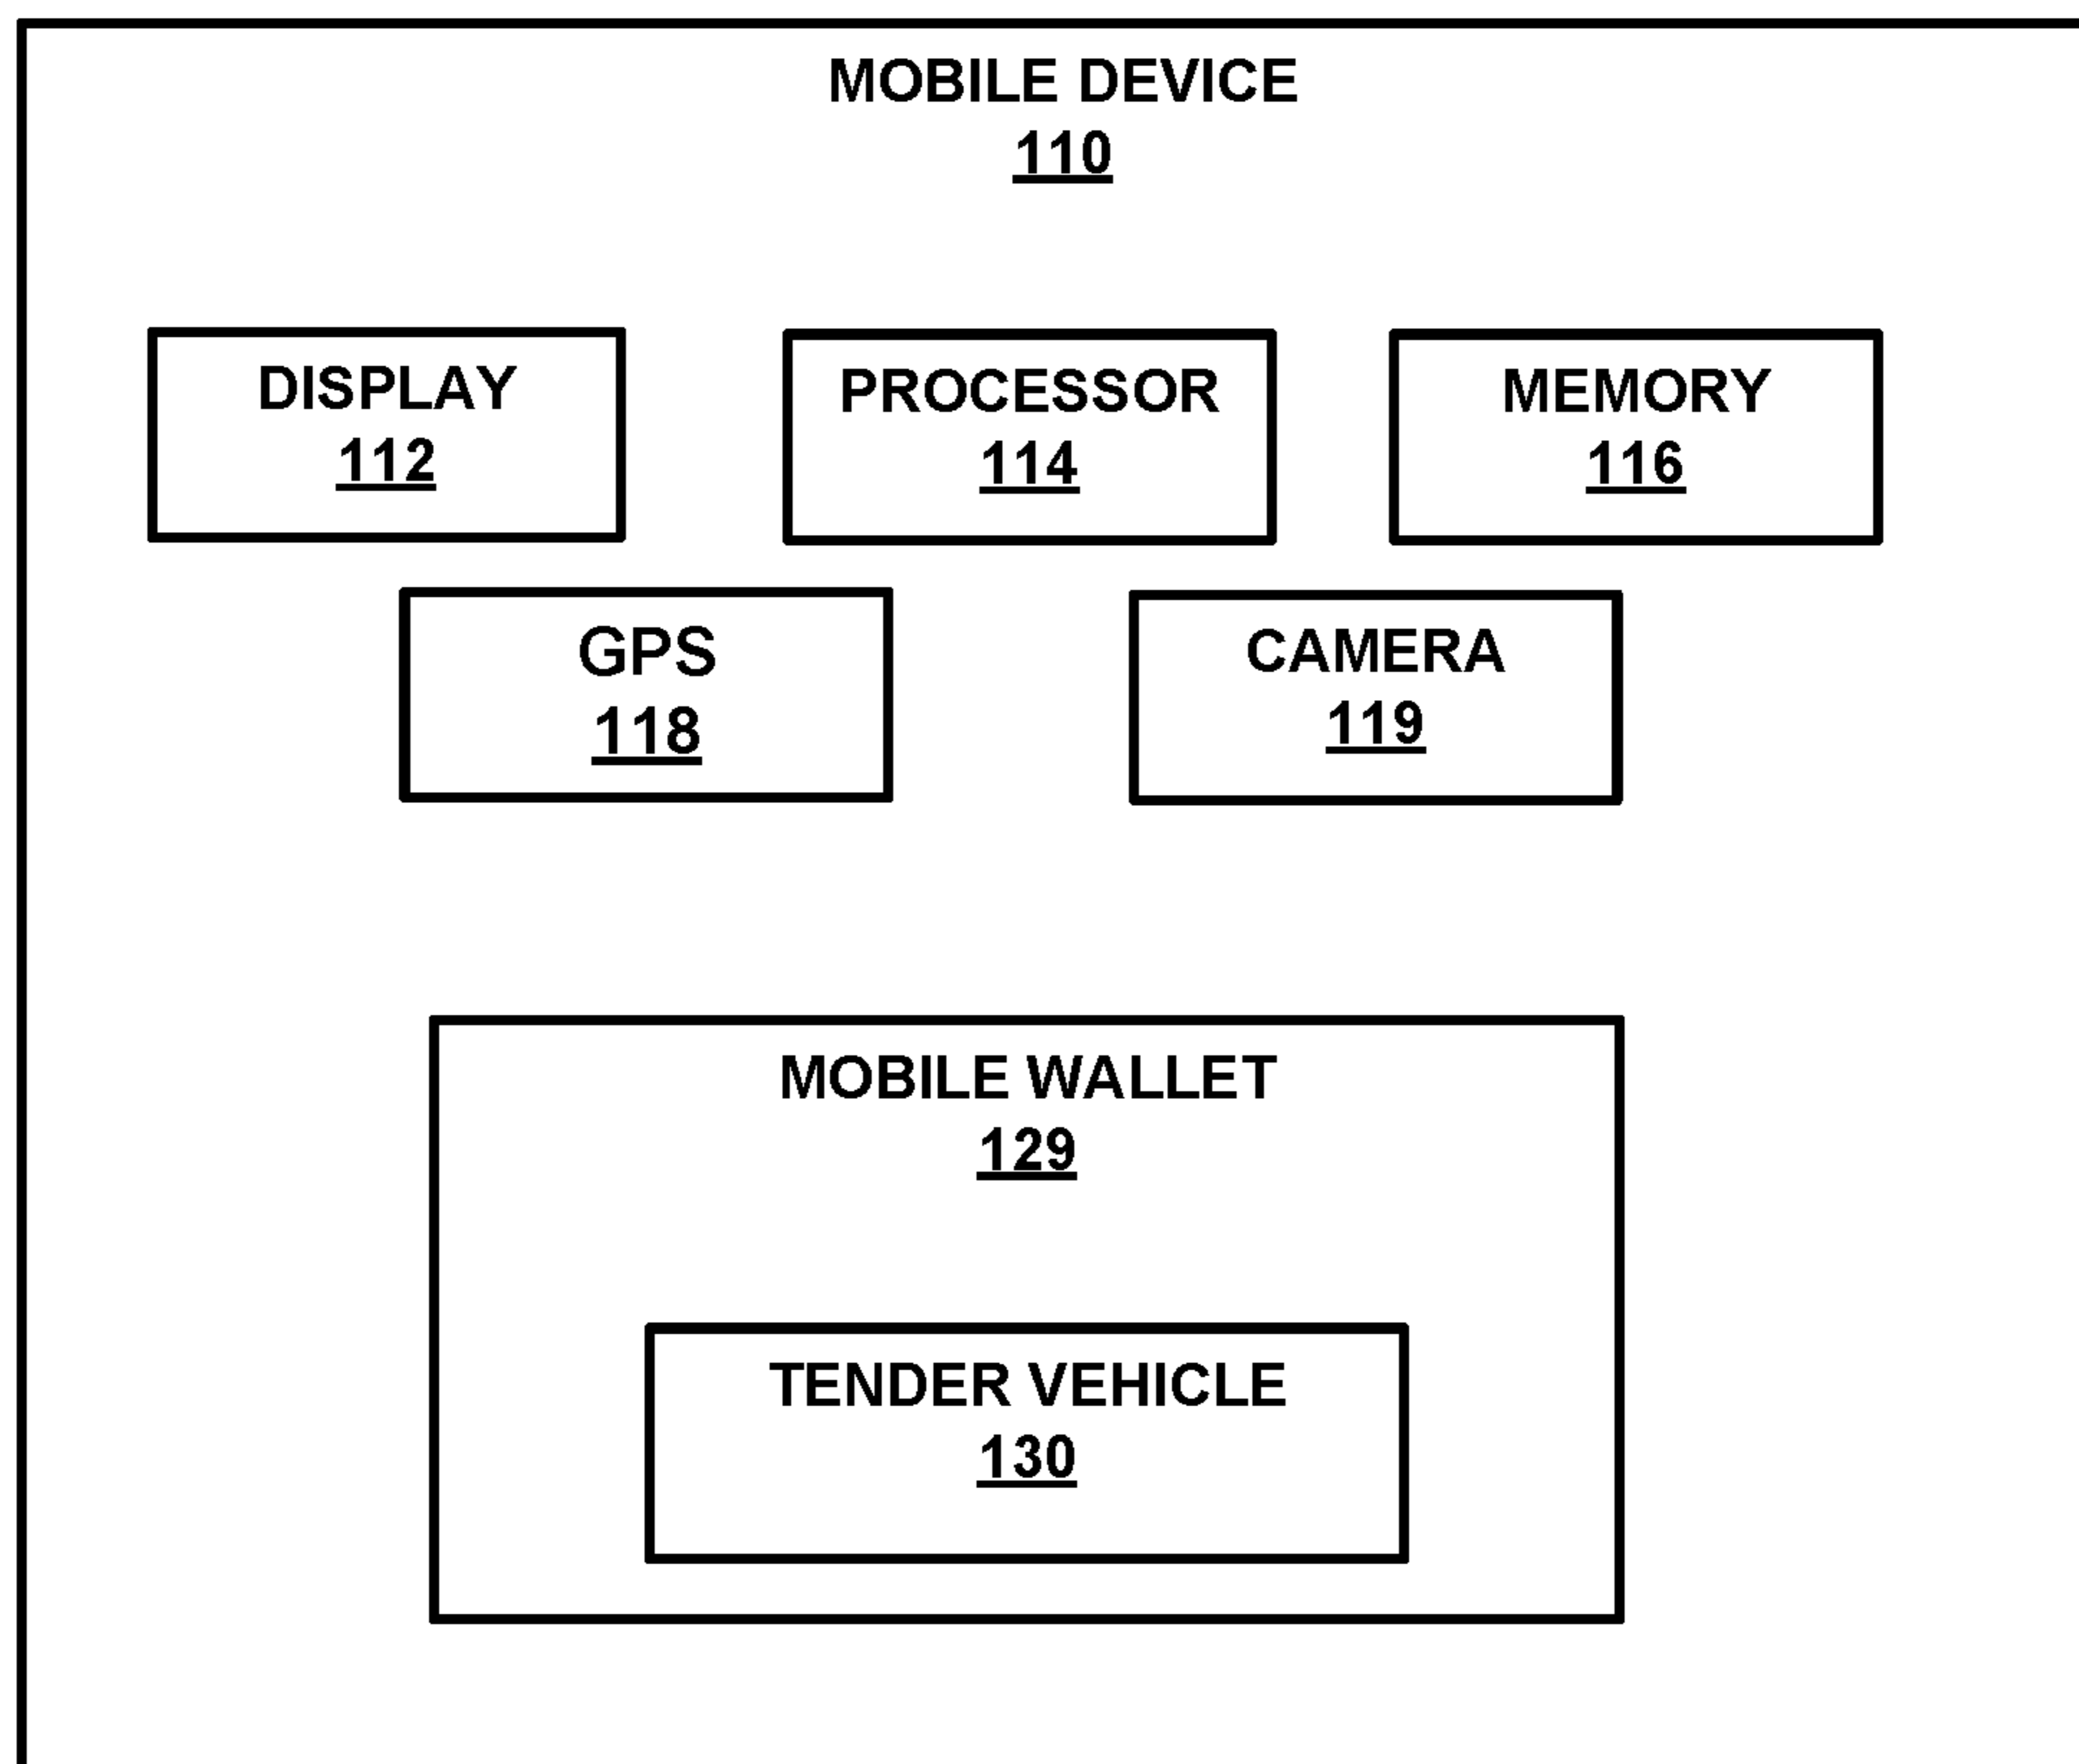 MOBILE DEVICE
110
DISPLAY
112
PROCESSOR
114
MEMORY
116
GPS
118
CAMERA
119
MOBILE WALLET
129
TENDER VEHICLE
130